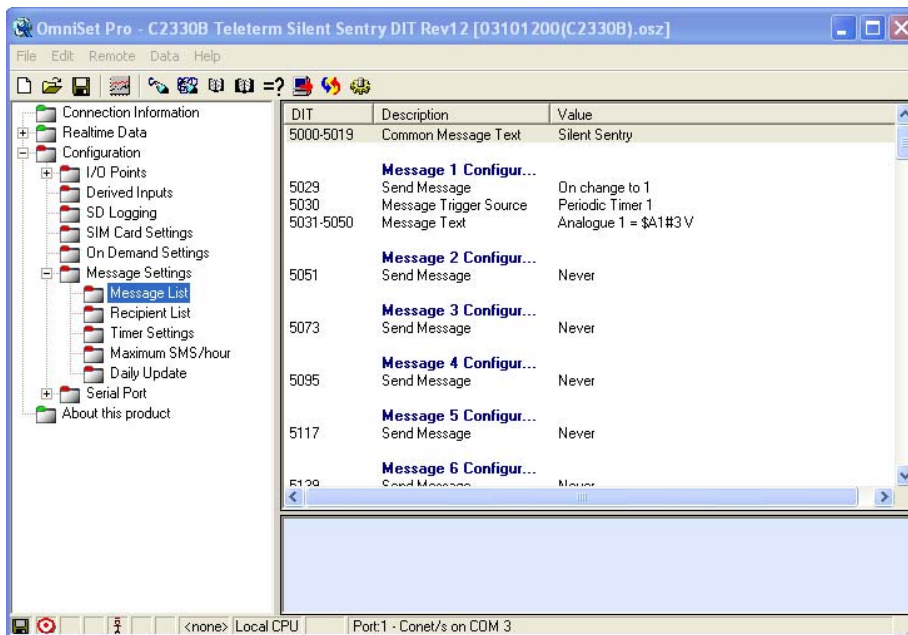 OmniSet Pro - C2330B Teleterm Silent Sentry DIT Rev12 [03101200(C2330B).osz]
File Edit Remote Data Help
=?
Connection Information
Realtime Data
Configuration
I/O Points
Derived Inputs
SD Logging
SIM Card Settings
On Demand Settings
Message Settings
Message List
Recipient List
Timer Settings
Maximum SMS/hour
Daily Update
Serial Port
About this product
DIT Description Value
5000-5019 Common Message Text Silent Sentry
Message 1 Configur...
5029 Send Message On change to 1
5030 Message Trigger Source Periodic Timer 1
5031-5050 Message Text Analogue 1 = $A1#3 V
Message 2 Configur...
5051 Send Message Never
Message 3 Configur...
5073 Send Message Never
Message 4 Configur...
5095 Send Message Never
Message 5 Configur...
5117 Send Message Never
Message 6 Configur...
5139 Send Message Never
<none> Local CPU Port:1 - Conet/s on COM 3